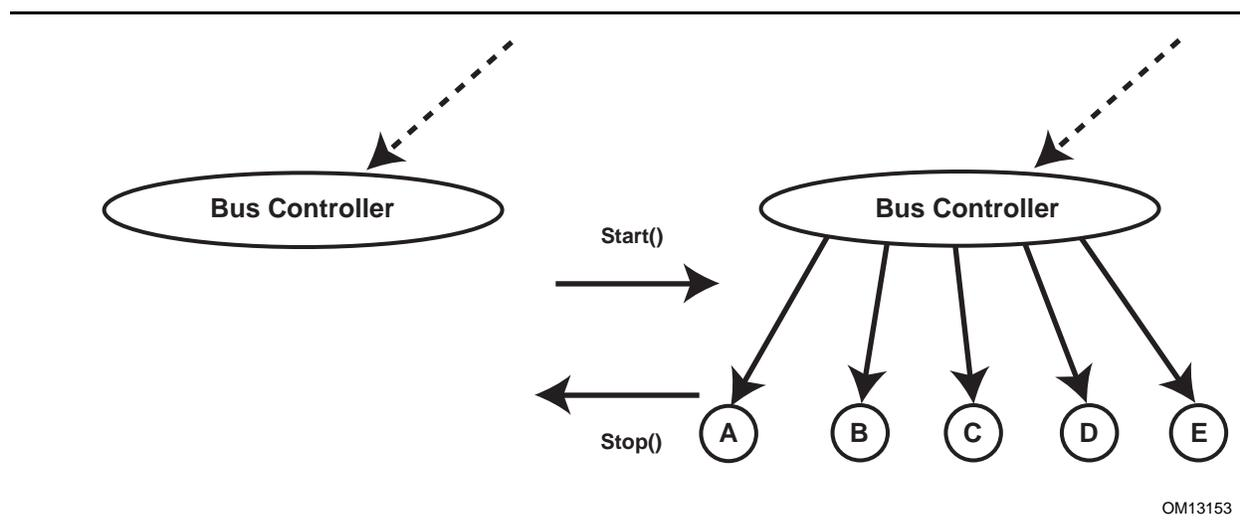 Bus Controller
Bus Controller
Start()
Stop()
A B C D E
OM13153